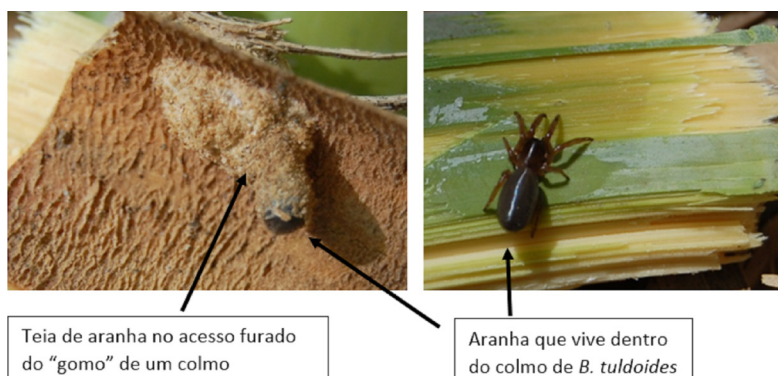 Teia de aranha no acesso furado
do “gomo” de um colmo
Aranha que vive dentro
do colmo de B. tuldoides